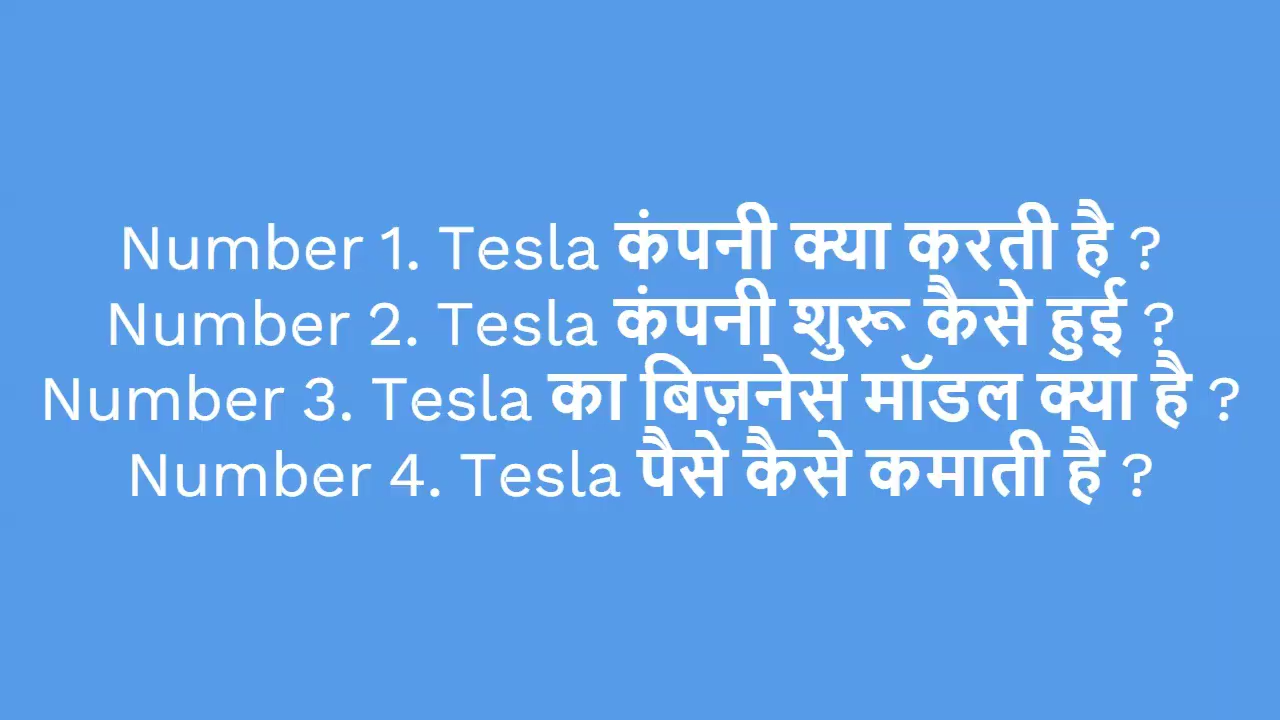 Number 1. Tesla कंपनी क्या करती है ?
Number 2. Tesla कंपनी शुरू कैसे हुई ?
Number 3. Tesla का बिज़नेस मॉडल क्या है ?
Number 4. Tesla पैसे कैसे कमाती है ?